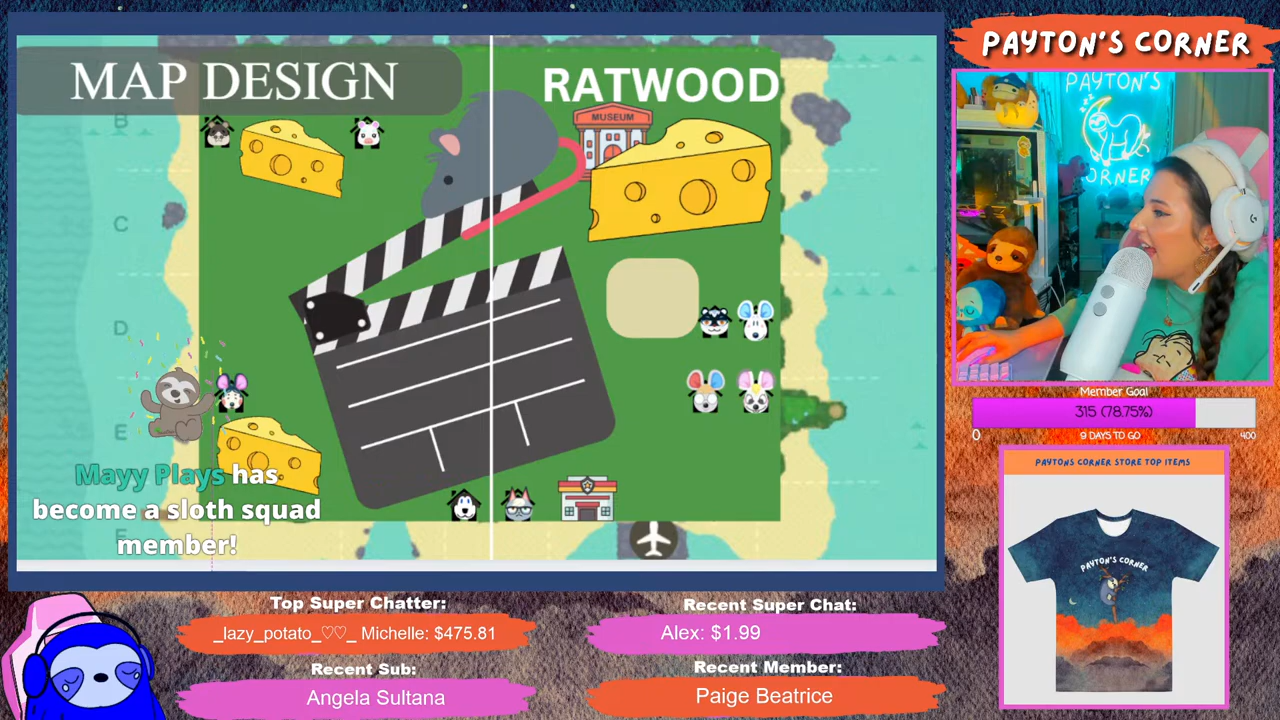 MAP DESIGN
RATWOOD
B
MUSEUM
C
D
E
Mayy Plays has
become a sloth squad
member!
PAYTON'S CORNER
PAYTON'S
CORNER
Member Goal
315 (78.75%)
0
9 DAYS TO GO
400
PAYTONS CORNER STORE TOP ITEMS
PAYTON'S CORNER
Top Super Chatter:
_lazy_potato_♡♡_ Michelle: $475.81
Recent Super Chat:
Alex: $1.99
Recent Sub:
Angela Sultana
Recent Member:
Paige Beatrice